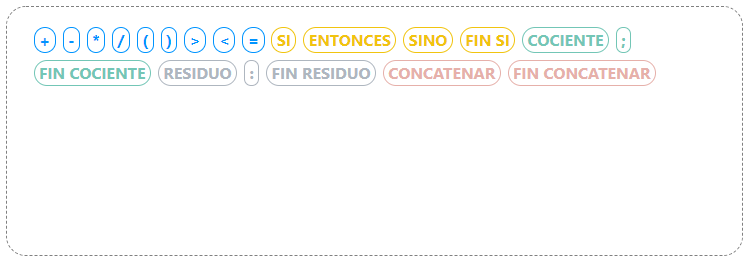 + - * / ( ) > < = SI ENTONCES SINO FIN SI COCIENTE ;
FIN COCIENTE RESIDUO : FIN RESIDUO CONCATENAR FIN CONCATENAR